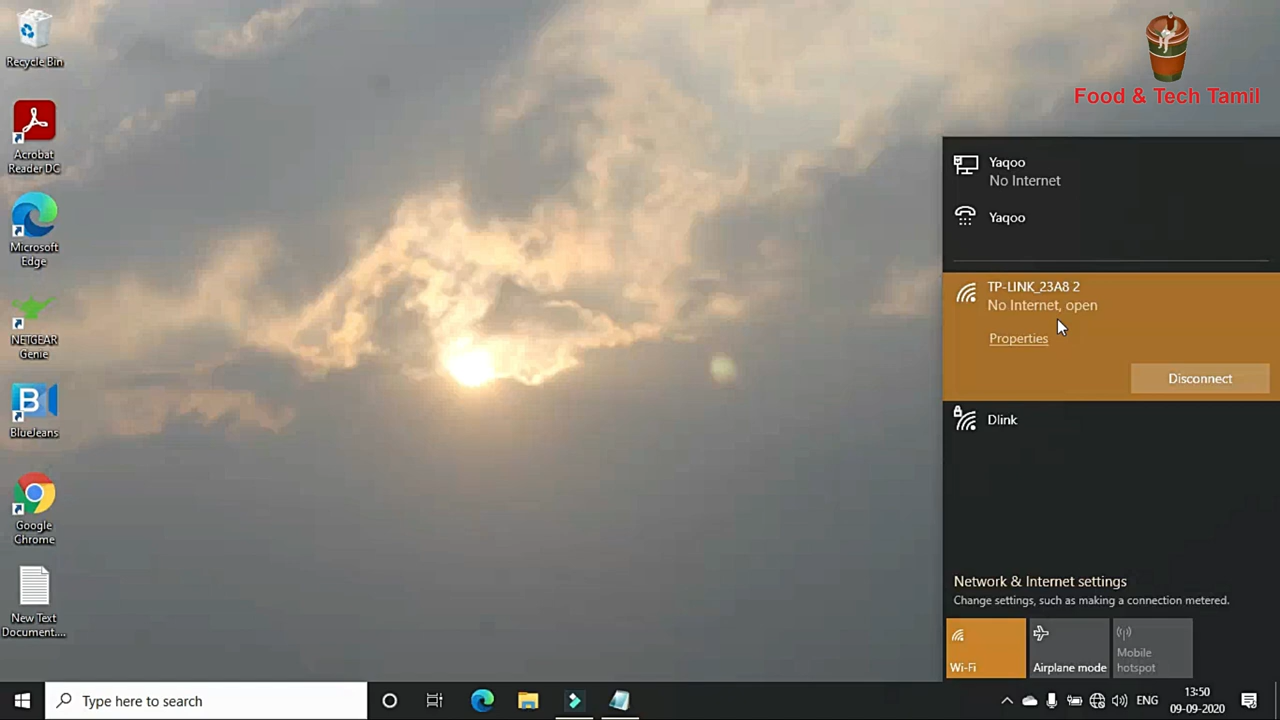 Recycle Bin
Acrobat
Reader DC
Microsoft
Edge
NETGEAR
Genie
BlueJeans
Google
Chrome
New Text
Document....
Food & Tech Tamil
Yaqoo
No Internet
Yaqoo
TP-LINK_23A8 2
No Internet, open
Properties
Disconnect
Dlink
Network & Internet settings
Change settings, such as making a connection metered.
Wi-Fi
Airplane mode
Mobile
hotspot
Type here to search
ENG
13:50
09-09-2020